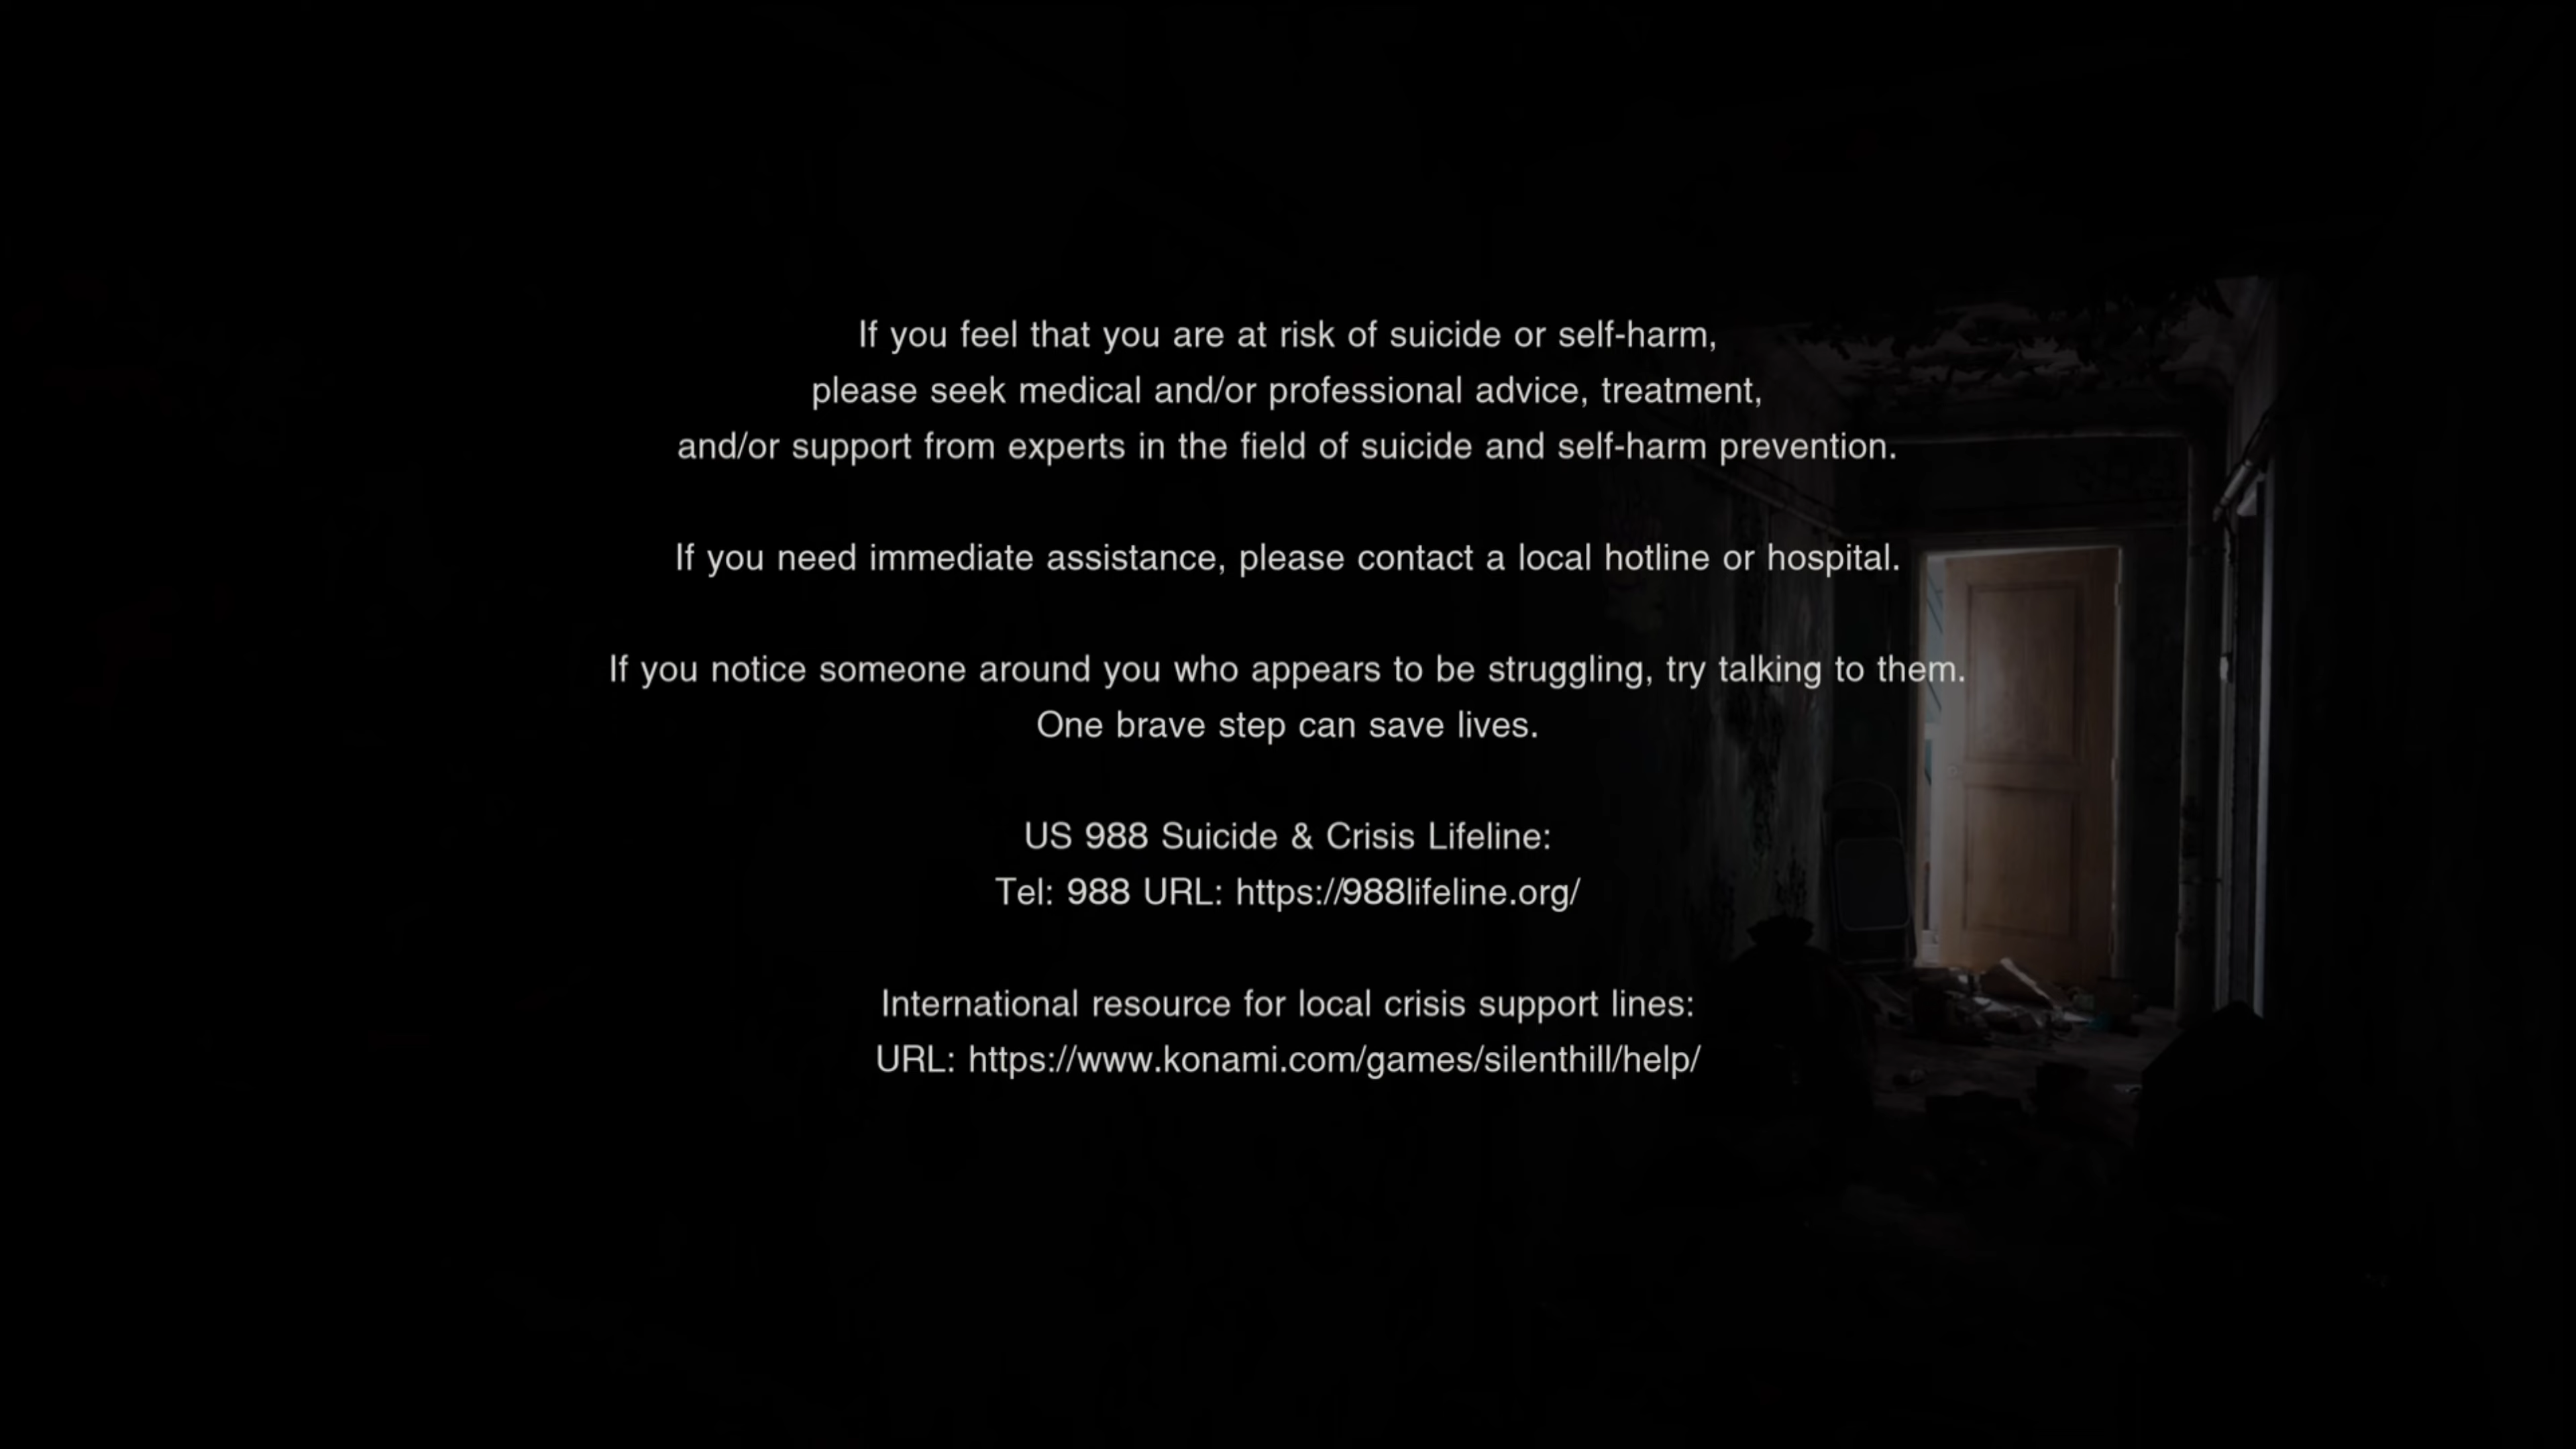 If you feel that you are at risk of suicide or self-harm,
please seek medical and/or professional advice, treatment,
and/or support from experts in the field of suicide and self-harm prevention.
If you need immediate assistance, please contact a local hotline or hospital.
If you notice someone around you who appears to be struggling, try talking to them.
One brave step can save lives.
US 988 Suicide & Crisis Lifeline:
Tel: 988 URL: https://988lifeline.org/
International resource for local crisis support lines:
URL: https://www.konami.com/games/silenthill/help/